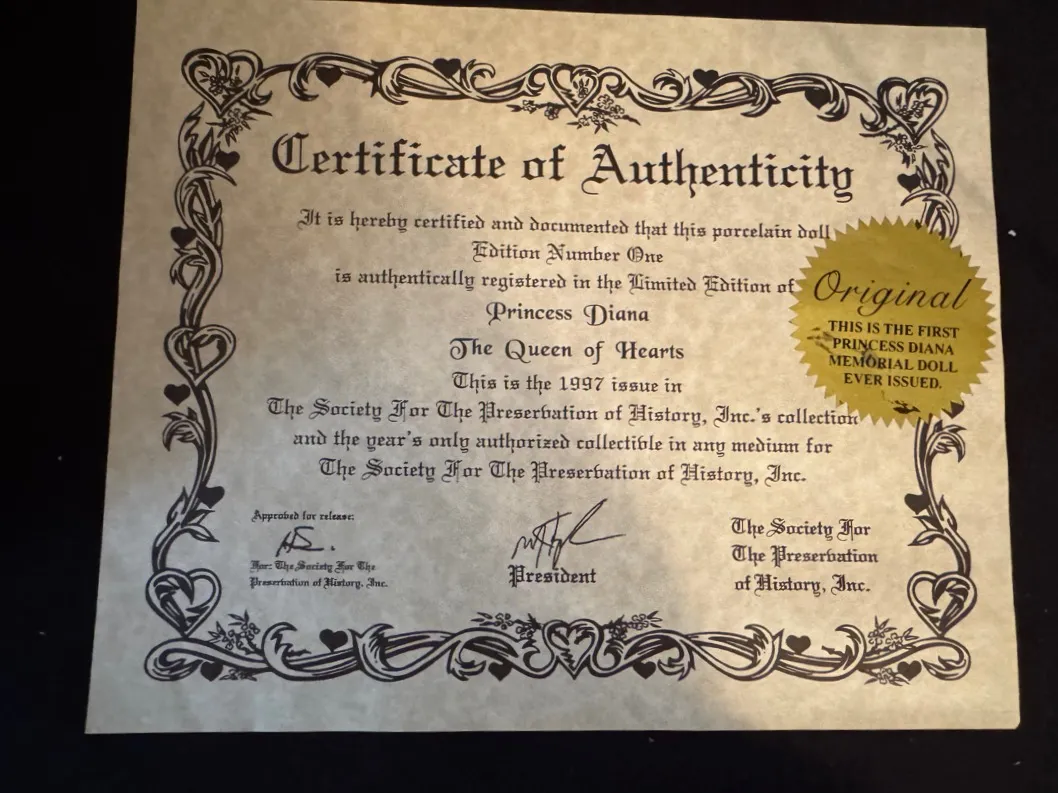 Certificate of Authenticity
It is hereby certified and documented that this porcelain doll
Edition Number One
is authentically registered in the Limited Edition of
Princess Diana
The Queen of Hearts
This is the 1997 issue in
The Society For The Preservation of History, Inc.'s collection
and the year's only authorized collectible in any medium for
The Society For The Preservation of History, Inc.
Original
THIS IS THE FIRST
PRINCESS DIANA
MEMORIAL DOLL
EVER ISSUED.
Approved for release:
For: The Society For The
Preservation of History, Inc.
President
The Society For
The Preservation
of History, Inc.